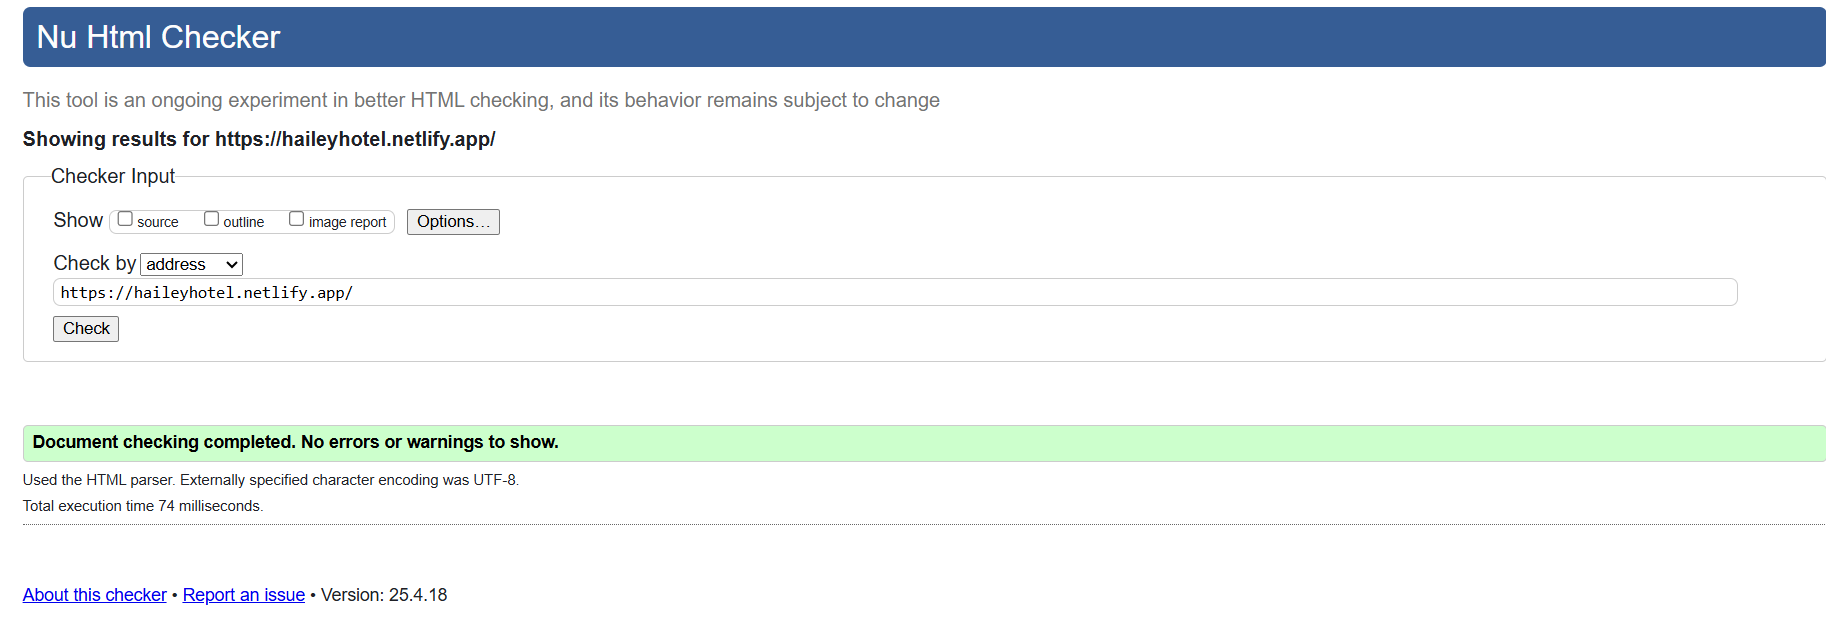 Nu Html Checker
This tool is an ongoing experiment in better HTML checking, and its behavior remains subject to change
Showing results for https://haileyhotel.netlify.app/
Checker Input
Show source outline image report Options…
Check by address
https://haileyhotel.netlify.app/
Check
Document checking completed. No errors or warnings to show.
Used the HTML parser. Externally specified character encoding was UTF-8.
Total execution time 74 milliseconds.
About this checker • Report an issue • Version: 25.4.18